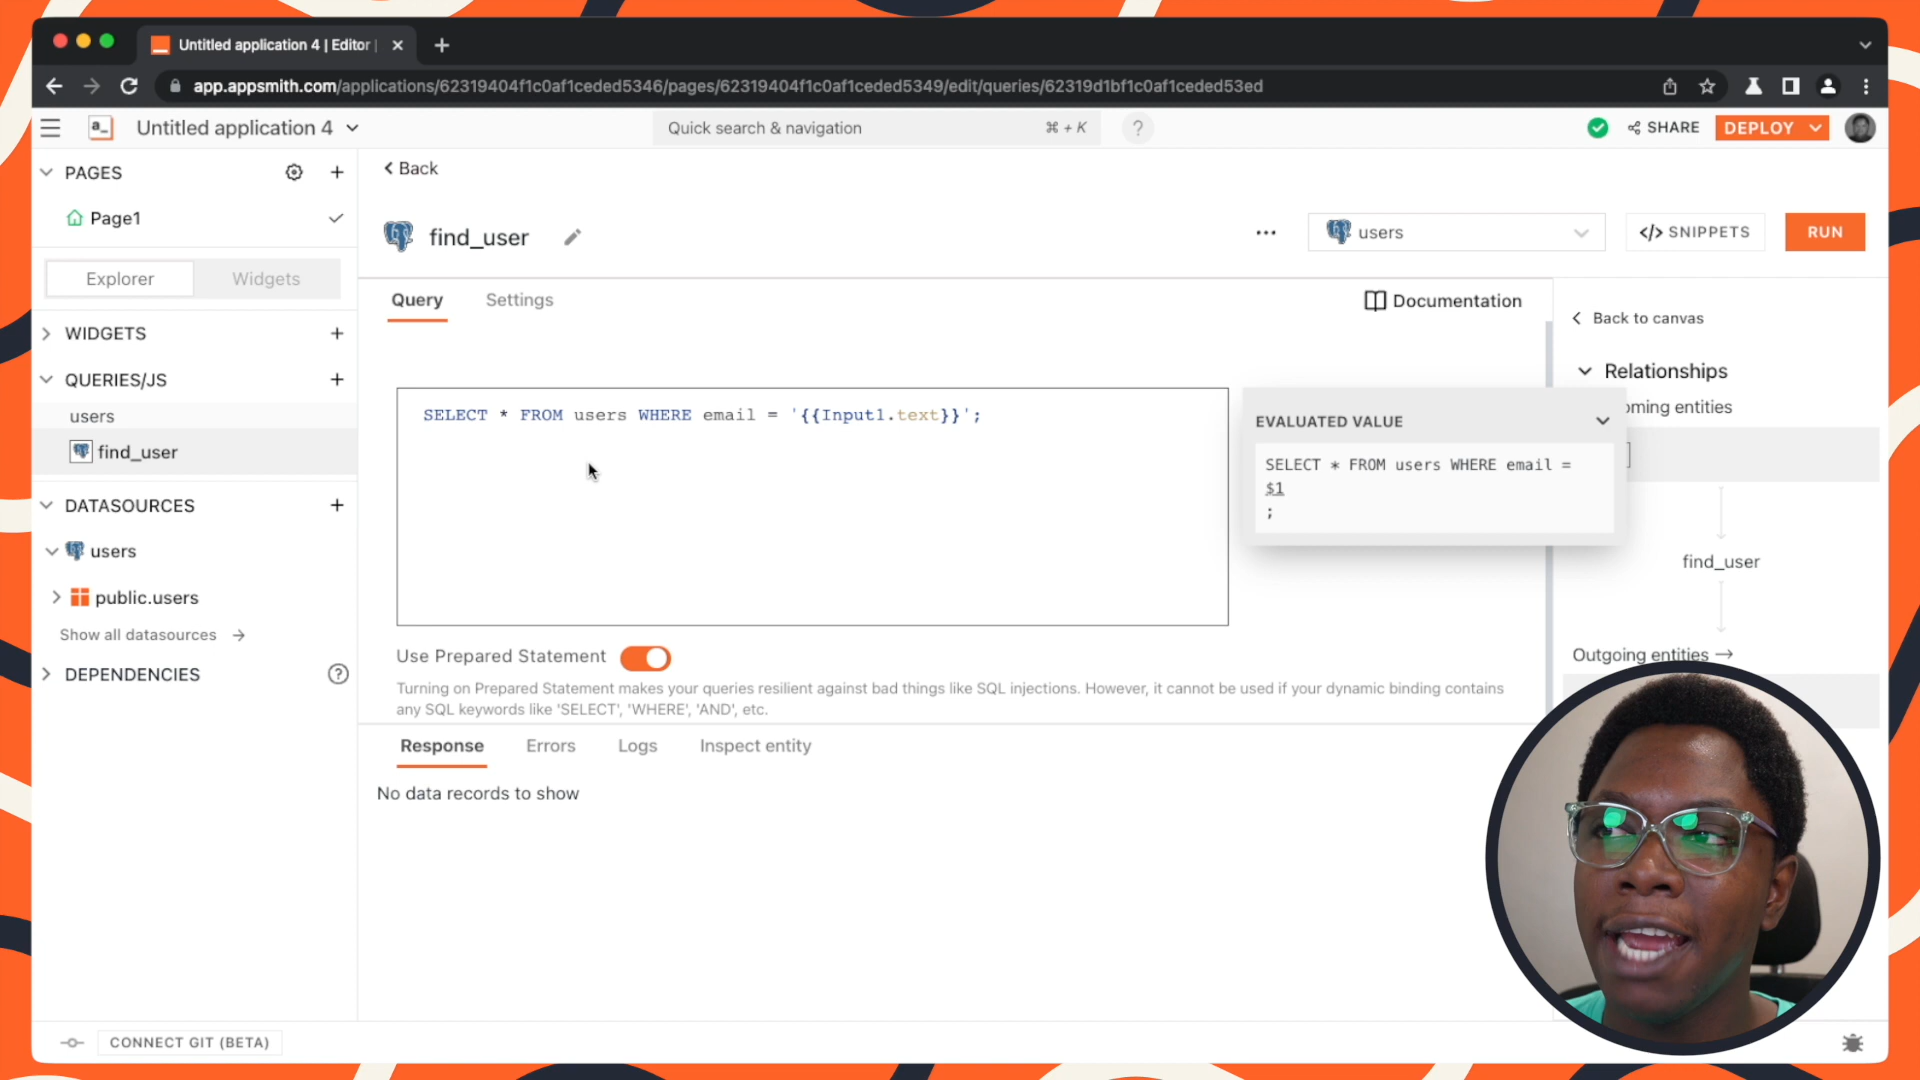 Untitled application 4 | Editor |
app.appsmith.com/applications/62319404f1c0af1ceded5346/pages/62319404f1c0af1ceded5349/edit/queries/62319d1bf1c0af1ceded53ed
a_
Untitled application 4
Quick search & navigation
⌘ + K
?
SHARE
DEPLOY
PAGES
Page1
Explorer
Widgets
WIDGETS
QUERIES/JS
users
find_user
DATASOURCES
users
public.users
Show all datasources →
DEPENDENCIES
?
CONNECT GIT (BETA)
Back
find_user
users
</> SNIPPETS
RUN
Query
Settings
Documentation
SELECT * FROM users WHERE email = '{{Input1.text}}';
EVALUATED VALUE
SELECT * FROM users WHERE email =
$1
;
Use Prepared Statement
Turning on Prepared Statement makes your queries resilient against bad things like SQL injections. However, it cannot be used if your dynamic binding contains
any SQL keywords like 'SELECT', 'WHERE', 'AND', etc.
Response
Errors
Logs
Inspect entity
No data records to show
Back to canvas
Relationships
oming entities
find_user
Outgoing entities →